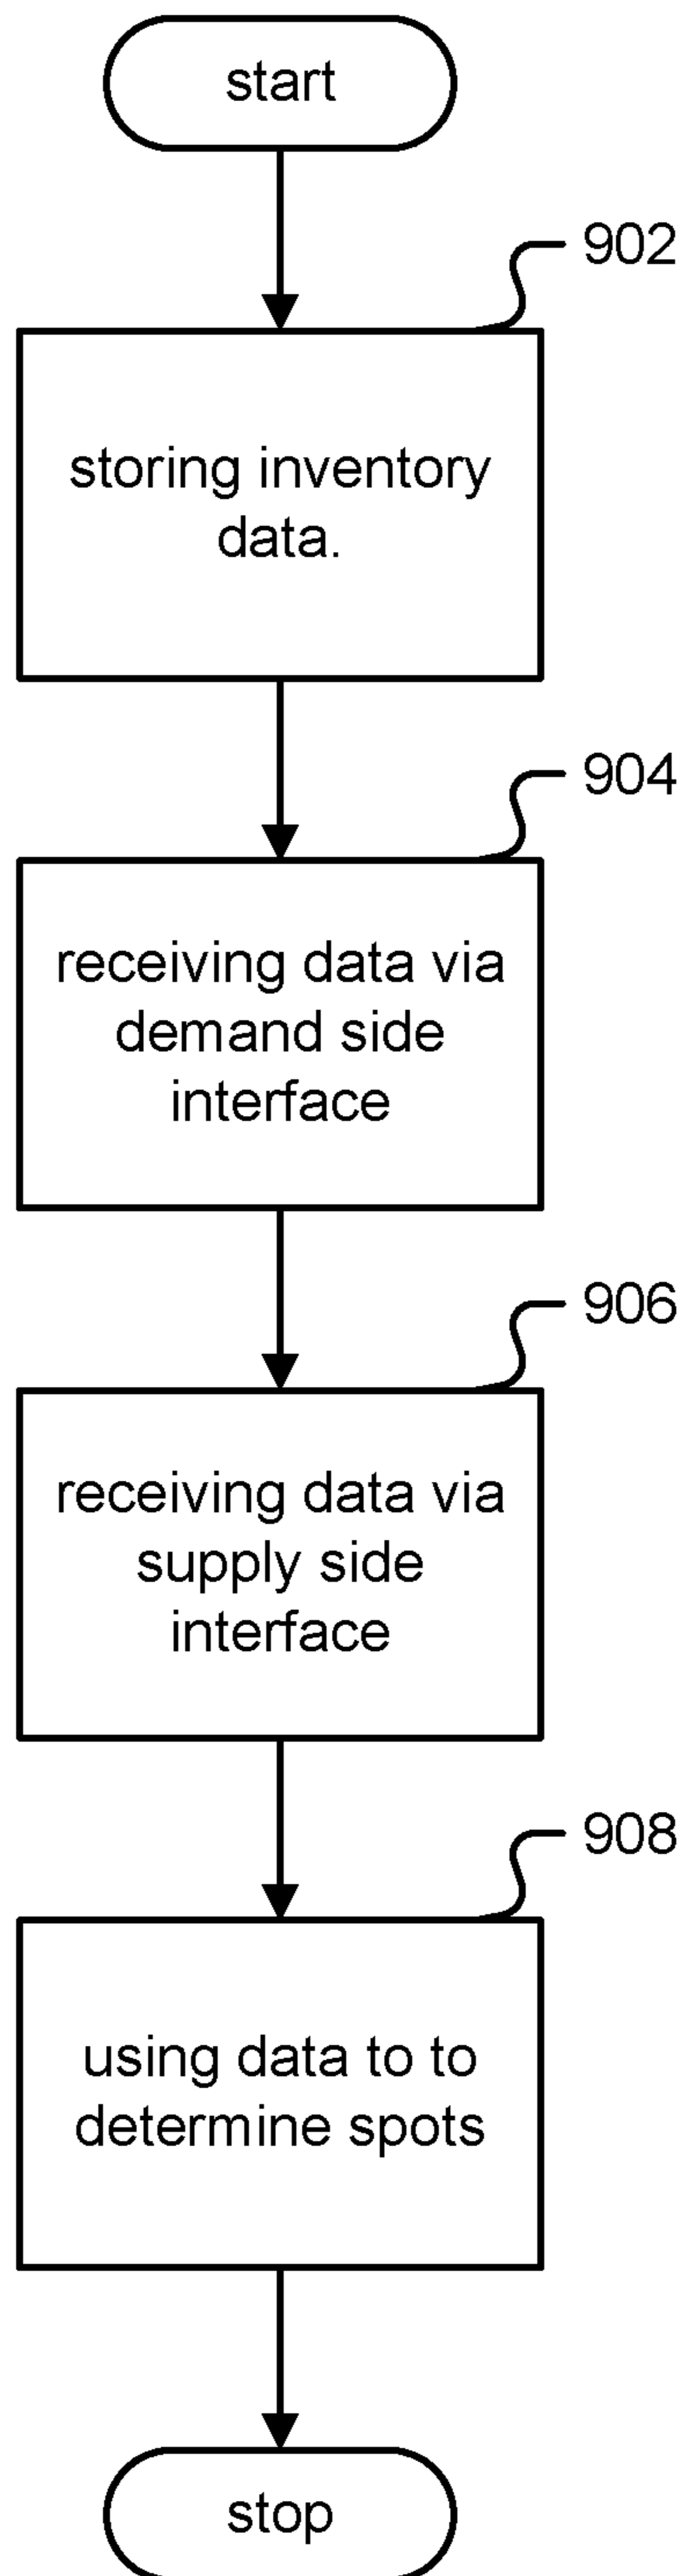 start
902
storing inventory
data.
904
receiving data via
demand side
interface
906
receiving data via
supply side
interface
908
using data to to
determine spots
stop